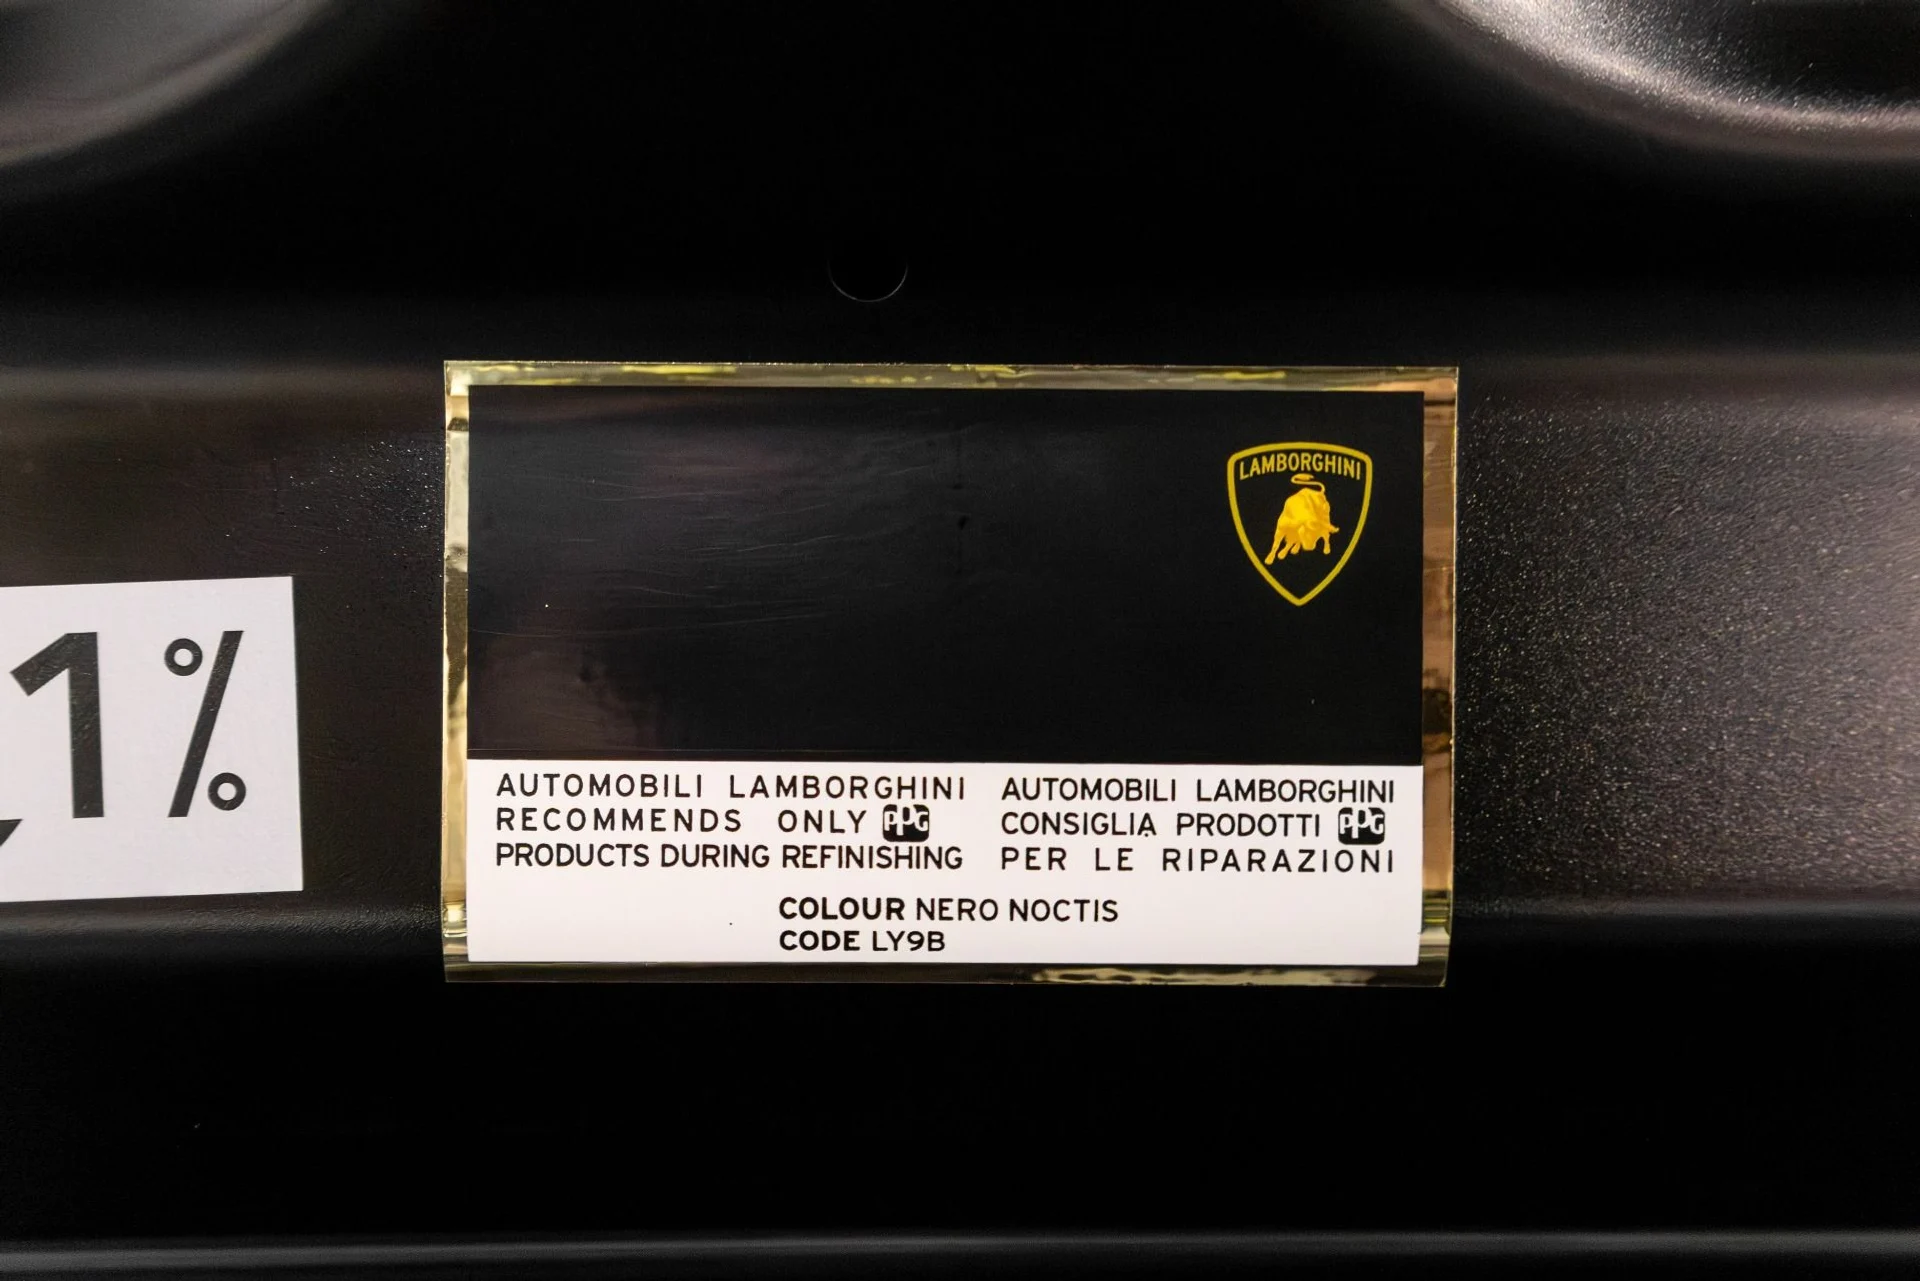 LAMBORGHINI
1%
AUTOMOBILI LAMBORGHINI
RECOMMENDS ONLY PPG
PRODUCTS DURING REFINISHING
AUTOMOBILI LAMBORGHINI
CONSIGLIA PRODOTTI PPG
PER LE RIPARAZIONI
COLOUR NERO NOCTIS
CODE LY9B